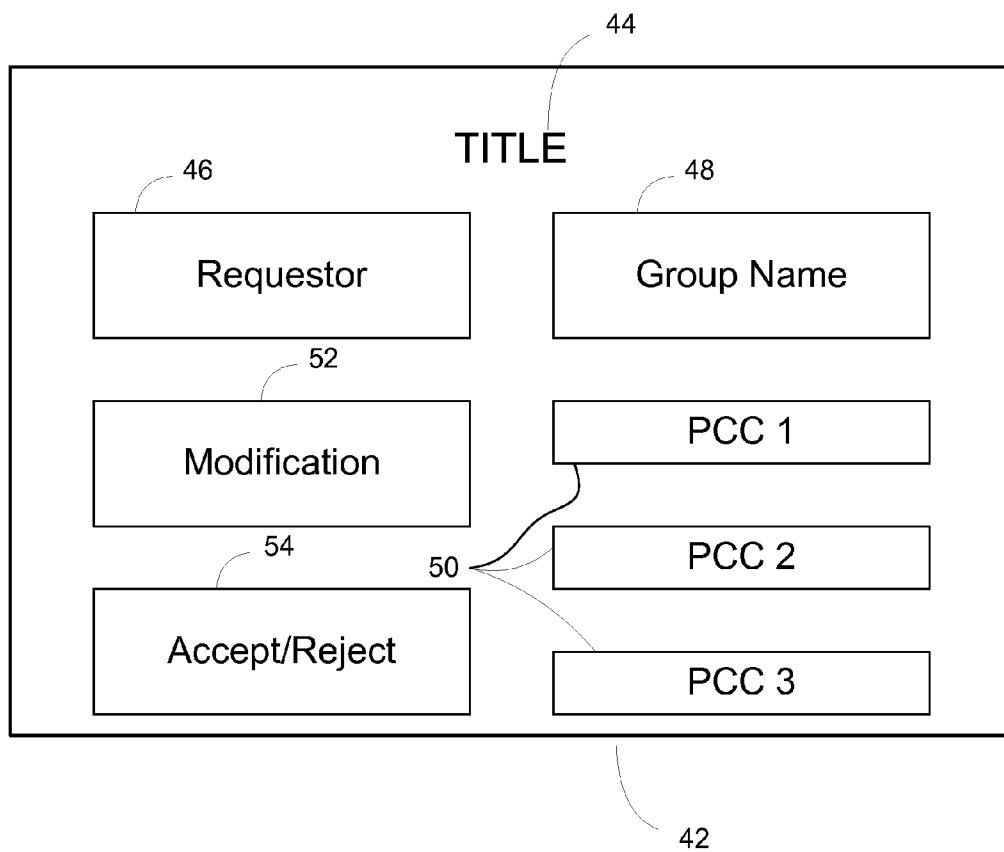 44
TITLE
46
48
Requestor
Group Name
52
Modification
PCC 1
54
50
PCC 2
Accept/Reject
PCC 3
42